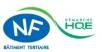 NF
BÂTIMENT TERTIAIRE
DÉMARCHE
HQE